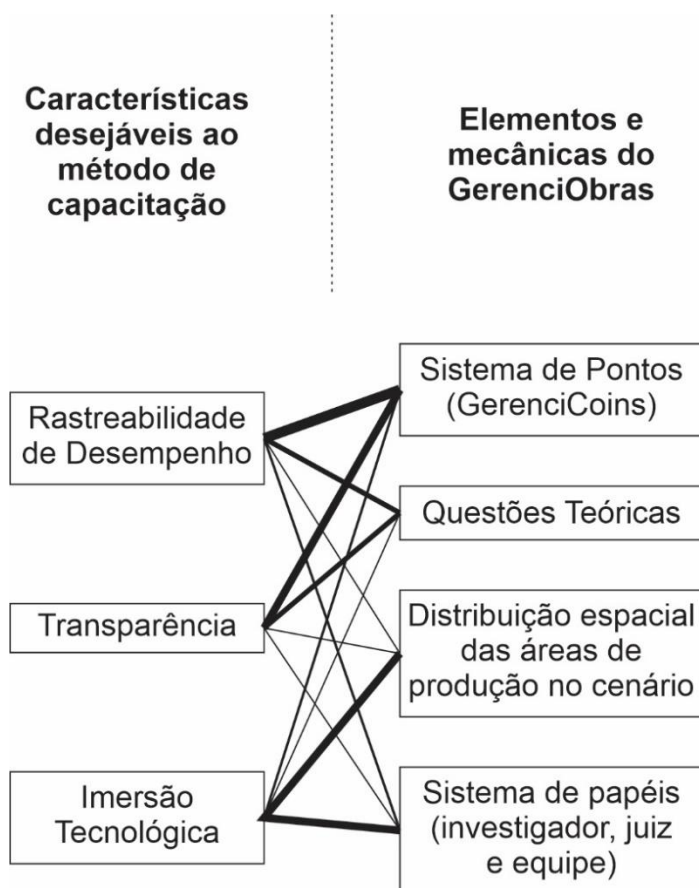 Características
desejáveis ao
método de
capacitação
Elementos e
mecânicas do
GerenciObras
Rastreabilidade
de Desempenho
Transparência
Imersão
Tecnológica
Sistema de Pontos
(GerenciCoins)
Questões Teóricas
Distribuição espacial
das áreas de
produção no cenário
Sistema de papéis
(investigador, juiz
e equipe)